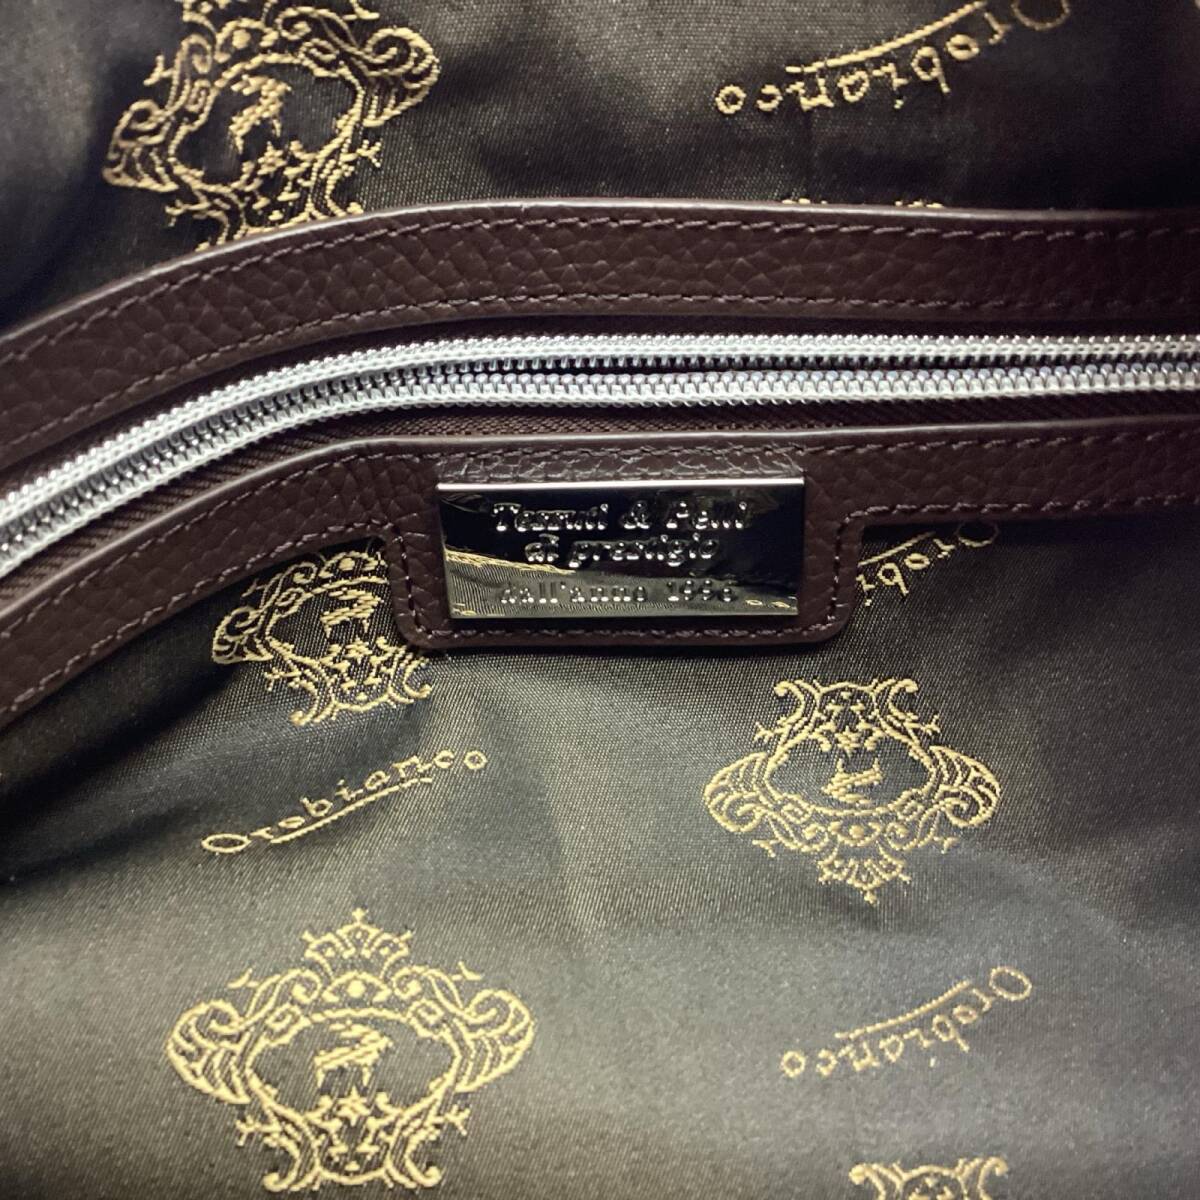 Orobianco
Tessuti & Pelli
di prestigio
dall'anno 1996
Orobianco
Orobianco
Orobianco